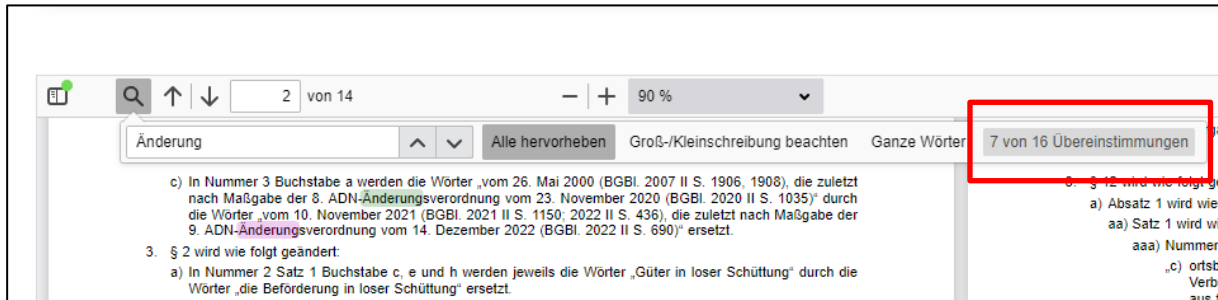 2 von 14
90 %
Änderung
Alle hervorheben
Groß-/Kleinschreibung beachten
Ganze Wörter
7 von 16 Übereinstimmungen
c) In Nummer 3 Buchstabe a werden die Wörter „vom 26. Mai 2000 (BGBl. 2007 II S. 1906, 1908), die zuletzt
nach Maßgabe der 8. ADN-Änderungsverordnung vom 23. November 2020 (BGBl. 2020 II S. 1035)“ durch
die Wörter „vom 10. November 2021 (BGBl. 2021 II S. 1150; 2022 II S. 436), die zuletzt nach Maßgabe der
9. ADN-Änderungsverordnung vom 14. Dezember 2022 (BGBl. 2022 II S. 690)“ ersetzt.
3. § 2 wird wie folgt geändert:
a) In Nummer 2 Satz 1 Buchstabe c, e und h werden jeweils die Wörter „Güter in loser Schüttung“ durch die
Wörter „die Beförderung in loser Schüttung“ ersetzt.
§ 12 wird wie folgt g
a) Absatz 1 wird wie
aa) Satz 1 wird wi
aaa) Nummer
„c) ortsb
Verb